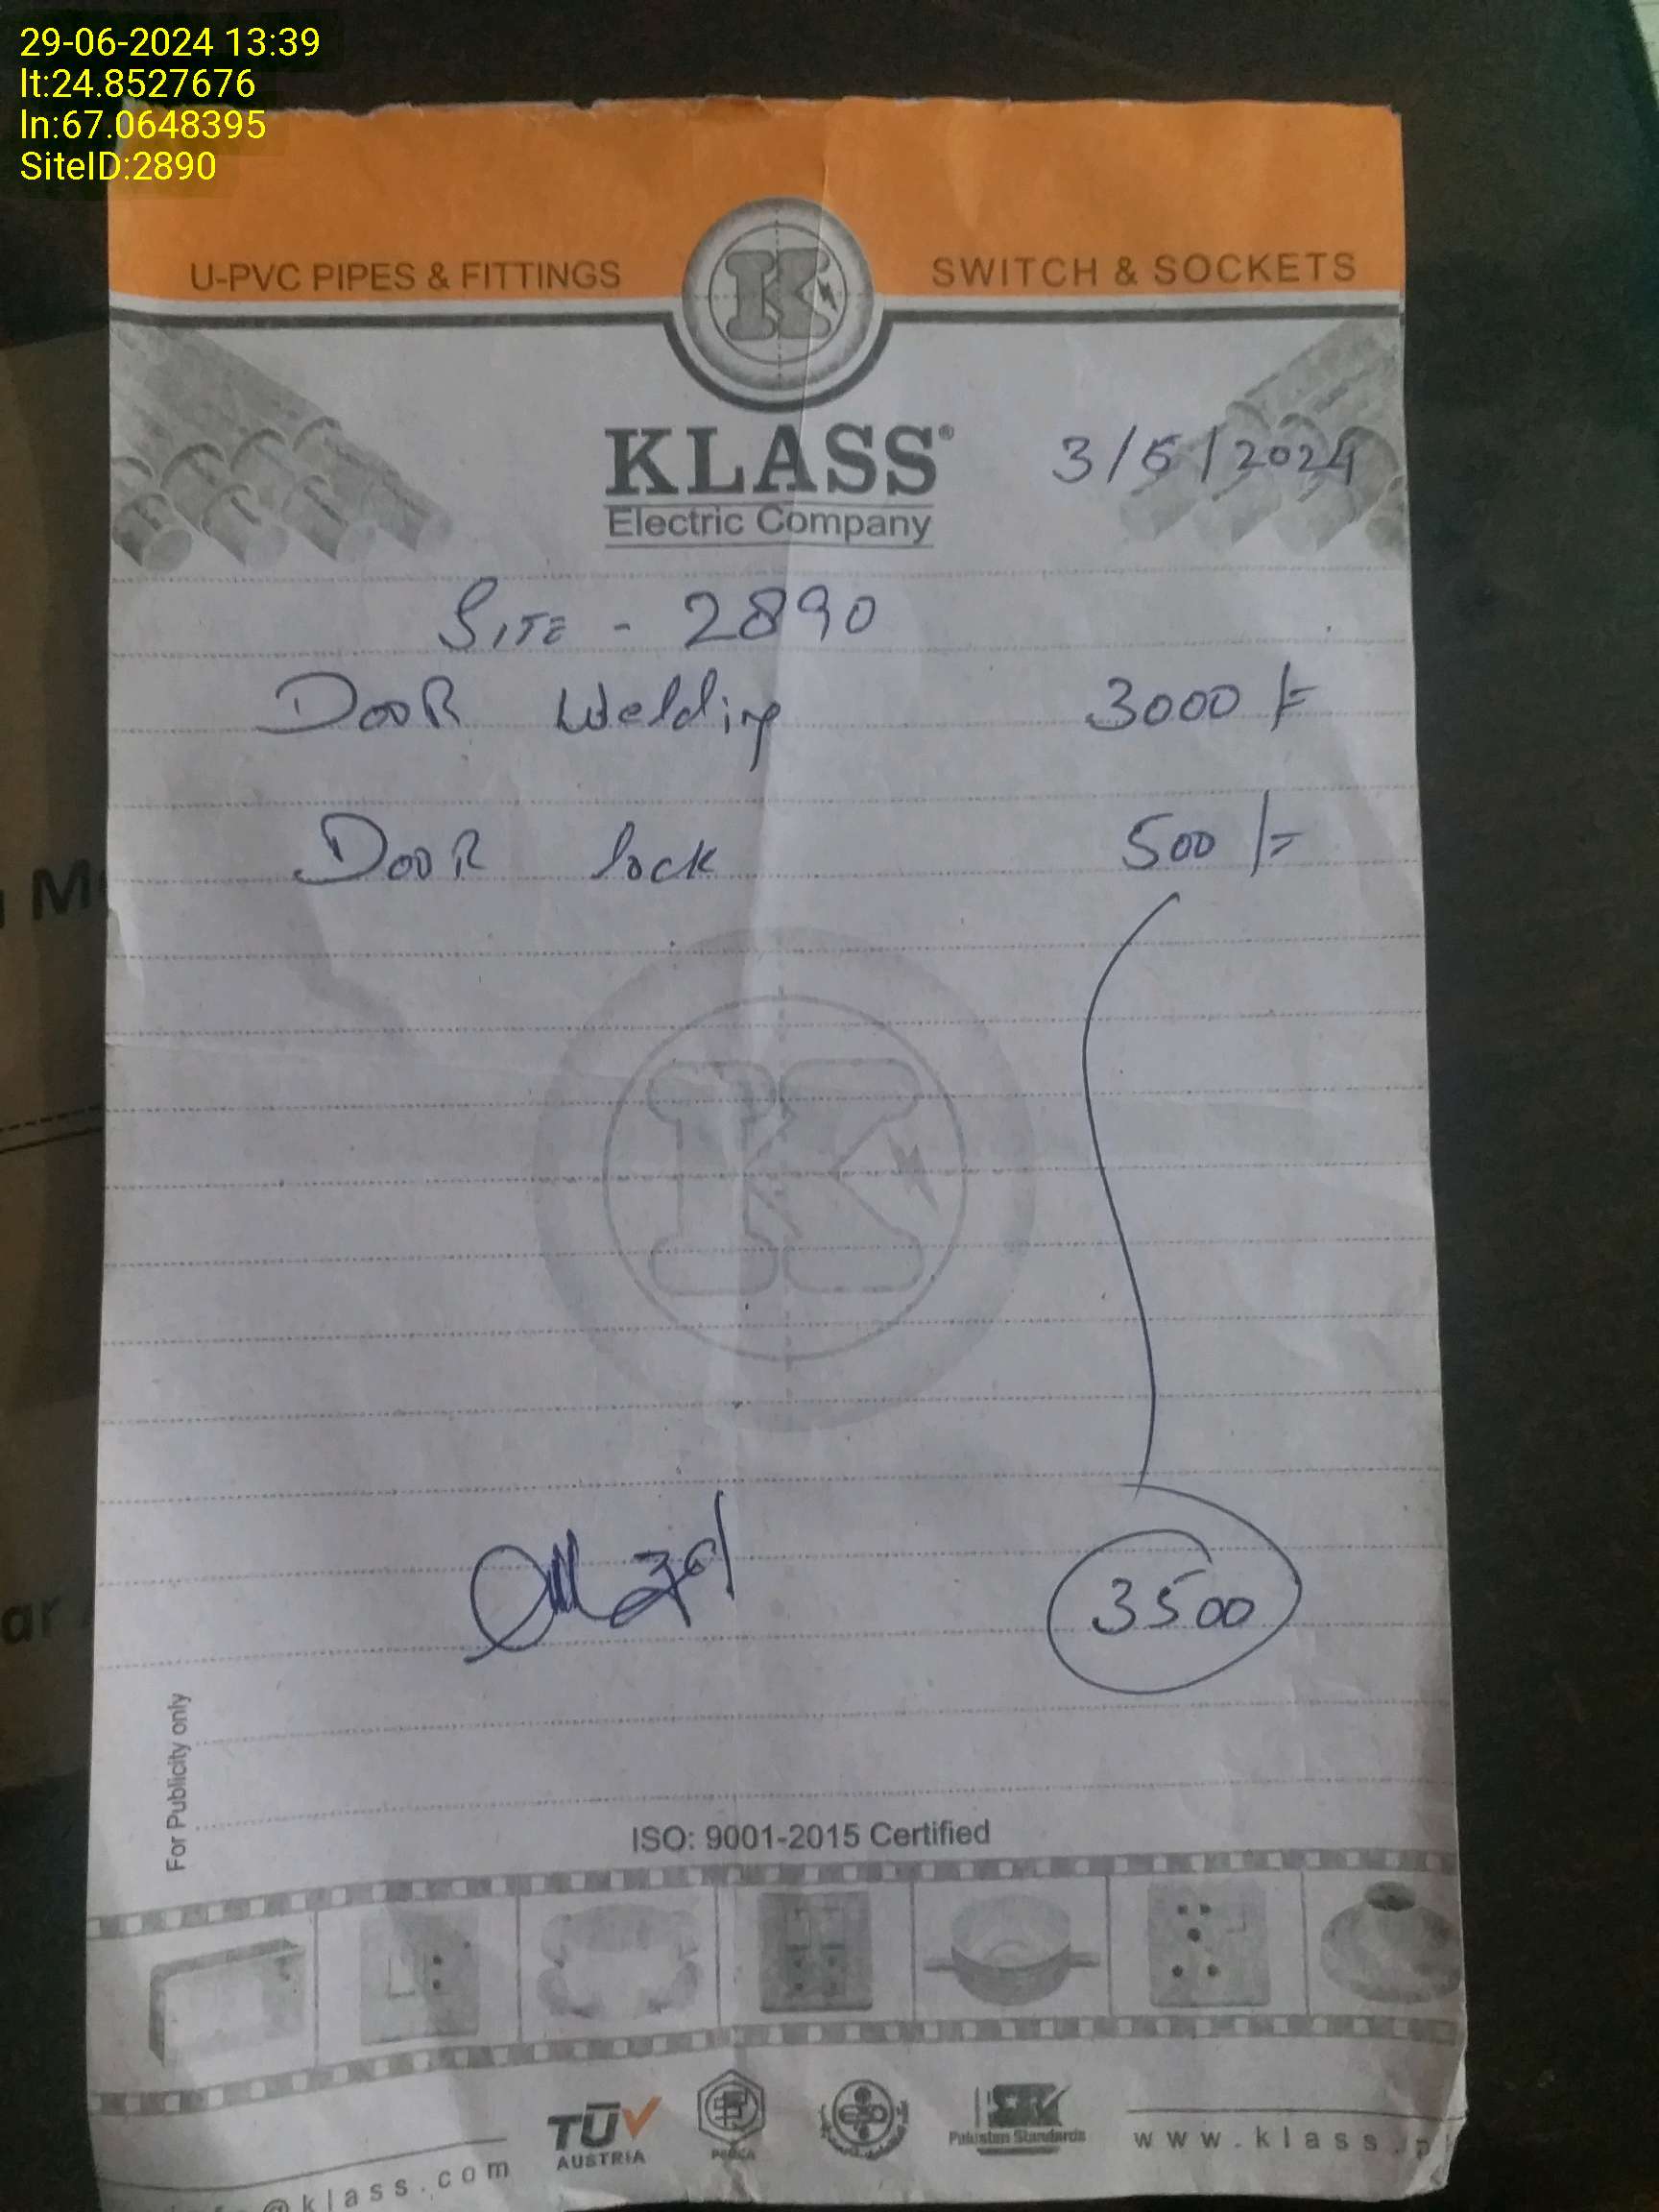 29-06-2024 13:39
lt:24.8527676
ln:67.0648395
SiteID:2890
U-PVC PIPES & FITTINGS
SWITCH & SOCKETS
K
KLASS®
Electric Company
3/6/2024
SITE - 2890
DooR Welding 3000/=
DooR lock 500/=
3500
For Publicity only
ISO: 9001-2015 Certified
TÜV
AUSTRIA
Pakistan Standards
www.klass.p
@klass.com